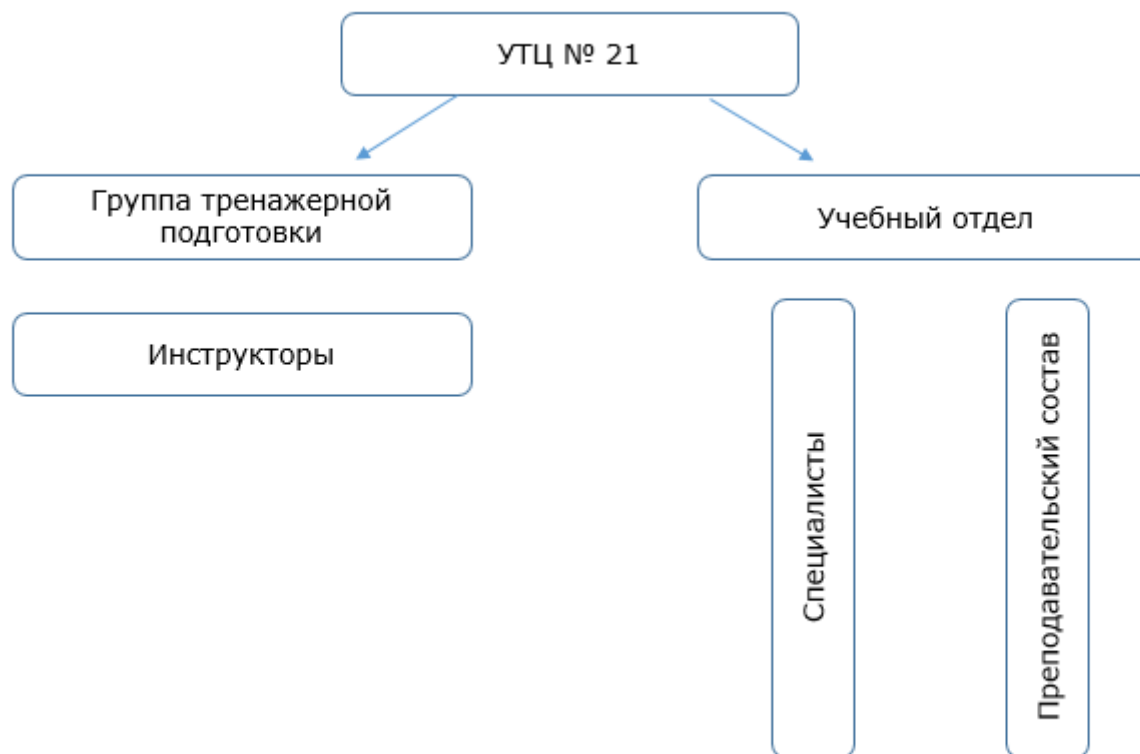 УТЦ № 21
Группа тренажерной
подготовки
Учебный отдел
Инструкторы
Специалисты
Преподавательский состав